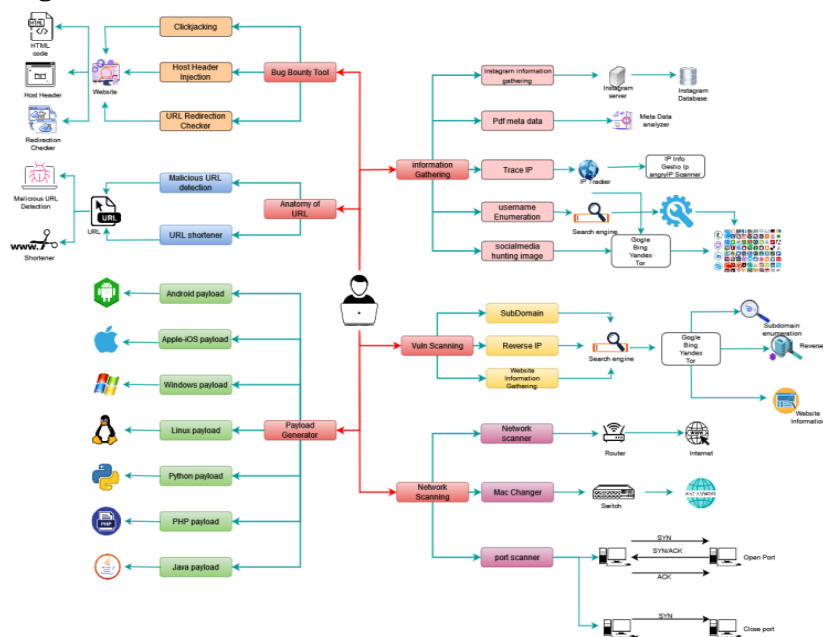 HTML
code
Host Header
Redirection
Checker
Website
Clickjacking
Host Header
Injection
URL Redirection
Checker
Bug Bounty Tool
Malicious URL
Detection
WWW.
Shortener
URL
URL
Malicious URL
detection
URL shortener
Anatomy of
URL
Android payload
Apple-iOS payload
Windows payload
Linux payload
Python payload
PHP
PHP payload
Java payload
Payload
Generator
information
Gathering
Instagram information
gathering
Instagram
server
Instagram
Database
Pdf meta data
Meta Data
analyzer
Trace IP
IP Tracker
IP Info
Gestio Ip
angryIP Scanner
username
Enumeration
Search engine
socialmedia
hunting image
Gogle
Bing
Yandex
Tor
Vuln Scanning
SubDomain
Reverse IP
Website
Information
Gathering
Search engine
Gogle
Bing
Yandex
Tor
Subdomain
enumeration
Reverse
Website
Information
Network
Scanning
Network
scanner
Router
Internet
Mac Changer
Switch
MAC ADDRESS
port scanner
SYN
SYN/ACK
ACK
Open Port
SYN
Close port